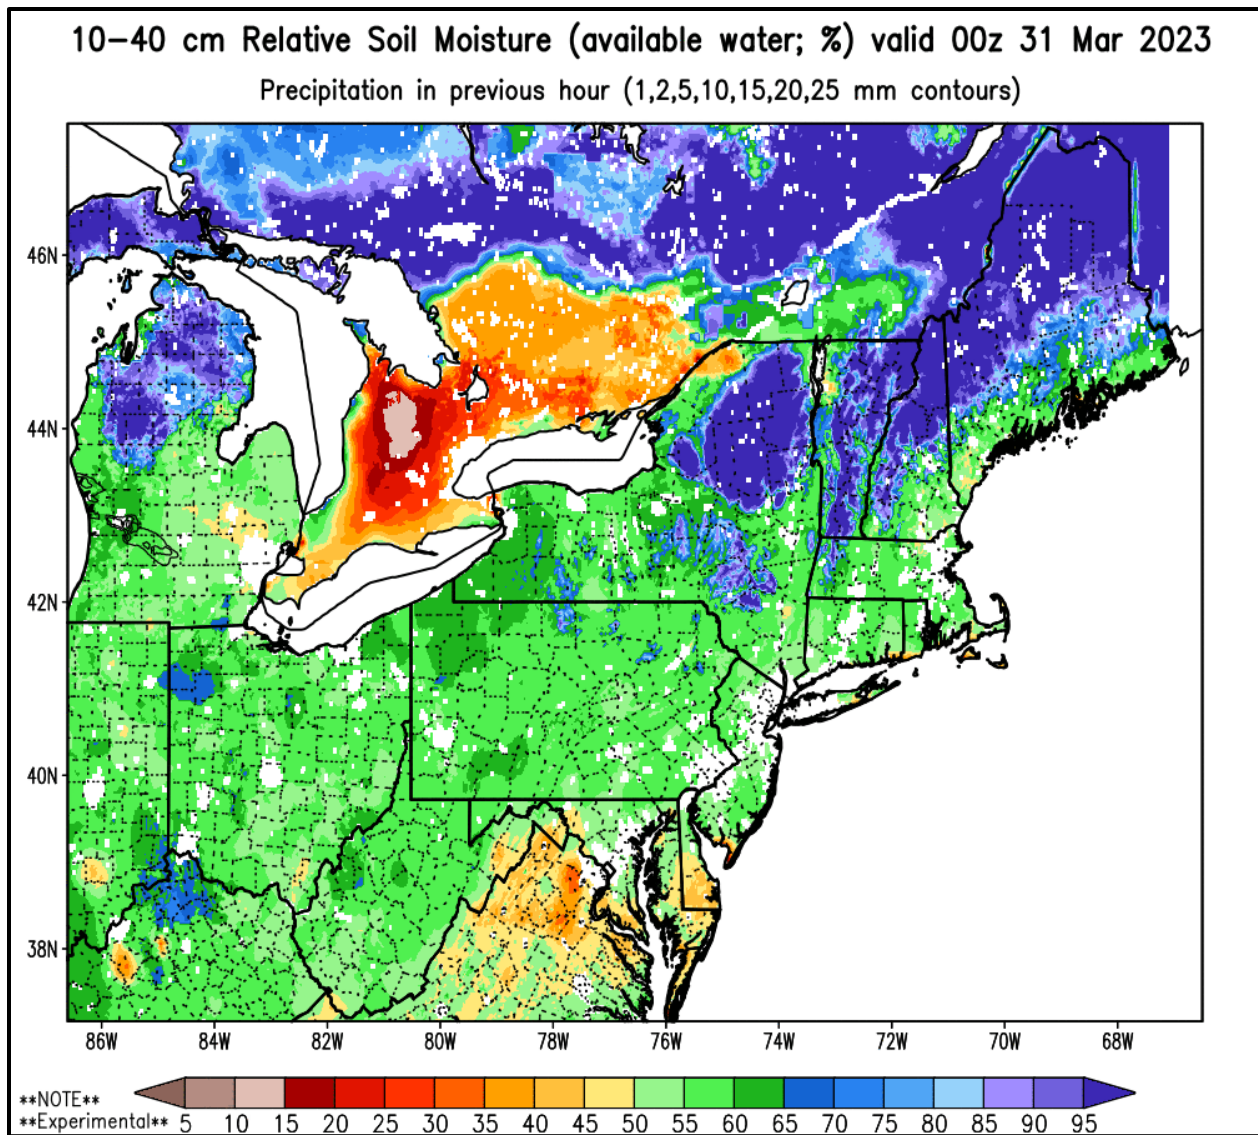 10-40 cm Relative Soil Moisture (available water; %) valid 00z 31 Mar 2023
Precipitation in previous hour (1,2,5,10,15,20,25 mm contours)
46N
44N
42N
40N
38N
86W 84W 82W 80W 78W 76W 74W 72W 70W 68W
**NOTE**
**Experimental** 5 10 15 20 25 30 35 40 45 50 55 60 65 70 75 80 85 90 95